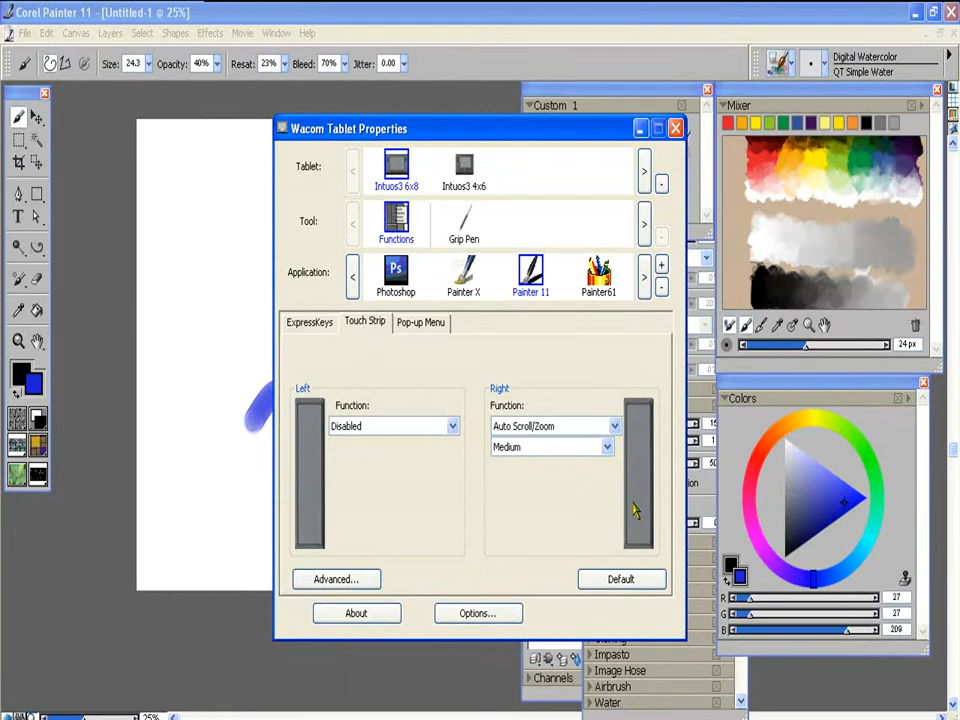 Corel Painter 11 - [Untitled-1 @ 25%]
File Edit Canvas Layers Select Shapes Effects Movie Window Help
Size: 24.3 Opacity: 40% Resat: 23% Bleed: 70% Jitter: 0.00
Digital Watercolor
QT Simple Water
Custom 1
Mixer
Wacom Tablet Properties
Tablet:
Intuos3 6x8 Intuos3 4x6
Tool:
Functions Grip Pen
Application:
Photoshop Painter X Painter 11 Painter61
ExpressKeys Touch Strip Pop-up Menu
Left
Function:
Disabled
Right
Function:
Auto Scroll/Zoom
Medium
Advanced...
Default
About
Options...
24 px
Colors
R 27
G 27
B 209
Impasto
Image Hose
Airbrush
Water
Channels
25%